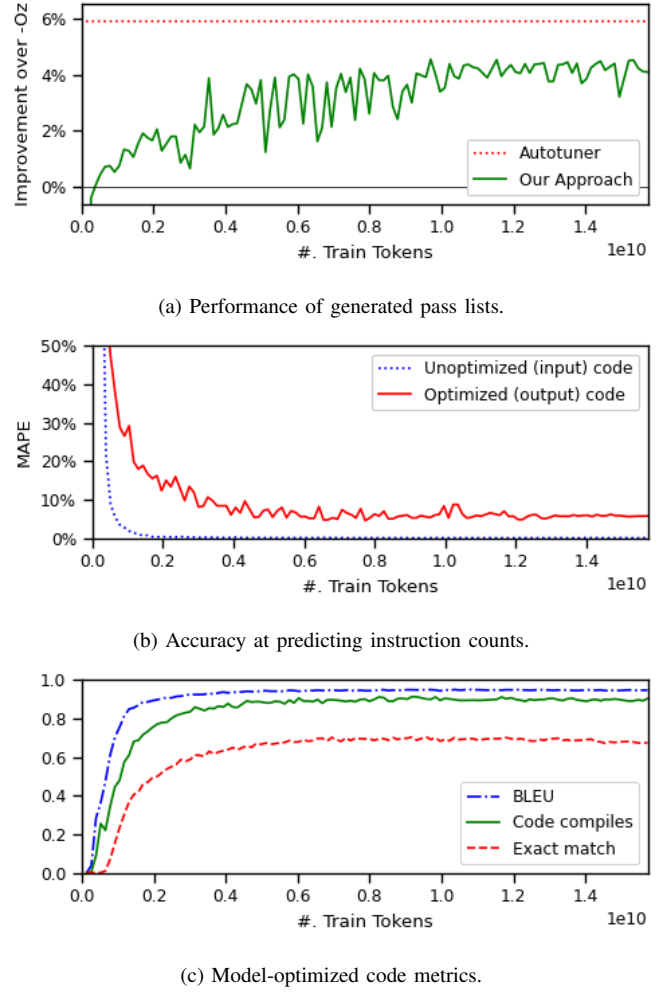 6%
4%
2%
0%
Improvement over -Oz
Autotuner
Our Approach
0.0 0.2 0.4 0.6 0.8 1.0 1.2 1.4
1e10
#. Train Tokens
(a) Performance of generated pass lists.
50%
40%
30%
20%
10%
0%
MAPE
Unoptimized (input) code
Optimized (output) code
0.0 0.2 0.4 0.6 0.8 1.0 1.2 1.4
1e10
#. Train Tokens
(b) Accuracy at predicting instruction counts.
1.0
0.8
0.6
0.4
0.2
0.0
BLEU
Code compiles
Exact match
0.0 0.2 0.4 0.6 0.8 1.0 1.2 1.4
1e10
#. Train Tokens
(c) Model-optimized code metrics.